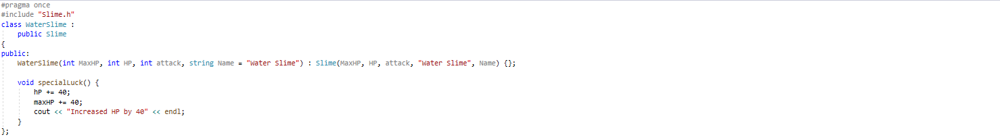 #pragma once
#include "Slime.h"
class WaterSlime :
    public Slime
{
public:
    WaterSlime(int MaxHP, int HP, int attack, string Name = "Water Slime") : Slime(MaxHP, HP, attack, "Water Slime", Name) {};

    void specialLuck() {
        hP += 40;
        maxHP += 40;
        cout << "Increased HP by 40" << endl;
    }
};